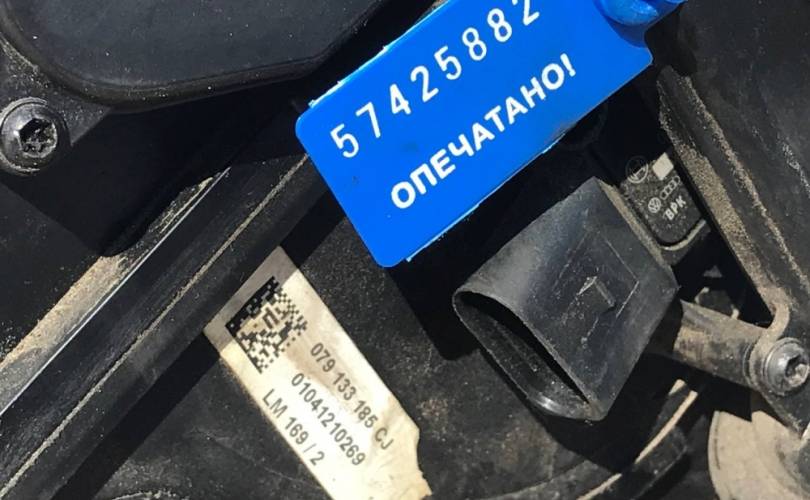 57425882
ОПЕЧАТАНО!
BPK
079 133 185 CJ
01041210269
LM 169 / 2